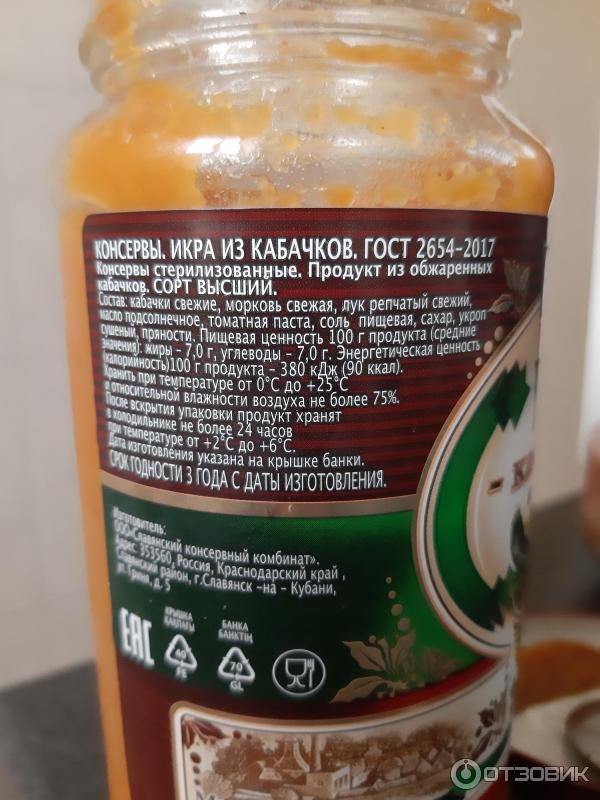 КОНСЕРВЫ. ИКРА ИЗ КАБАЧКОВ. ГОСТ 2654-2017
Консервы стерилизованные. Продукт из обжаренных
кабачков. СОРТ ВЫСШИЙ.
Состав: кабачки свежие, морковь свежая, лук репчатый свежий,
масло подсолнечное, томатная паста, соль пищевая, сахар, укроп
сушеный, пряности. Пищевая ценность 100 г продукта (средние
значения): жиры – 7,0 г, углеводы – 7,0 г. Энергетическая ценность
(калорийность)100 г продукта – 380 кДж (90 ккал).
Хранить при температуре от 0°С до +25°С
и относительной влажности воздуха не более 75%.
После вскрытия упаковки продукт хранят
в холодильнике не более 24 часов
при температуре от +2°С до +6°С.
Дата изготовления указана на крышке банки.
СРОК ГОДНОСТИ 3 ГОДА С ДАТЫ ИЗГОТОВЛЕНИЯ.
Изготовитель:
ООО«Славянский консервный комбинат».
Адрес: 353560, Россия, Краснодарский край ,
Славянский район, г.Славянск –на – Кубани,
ул. Гриня, д. 5
EAC
КРЫШКА
ҚАҚПАҒЫ
40
FE
БАНКА
БАНКТІҢ
70
GL
ОТЗОВИК